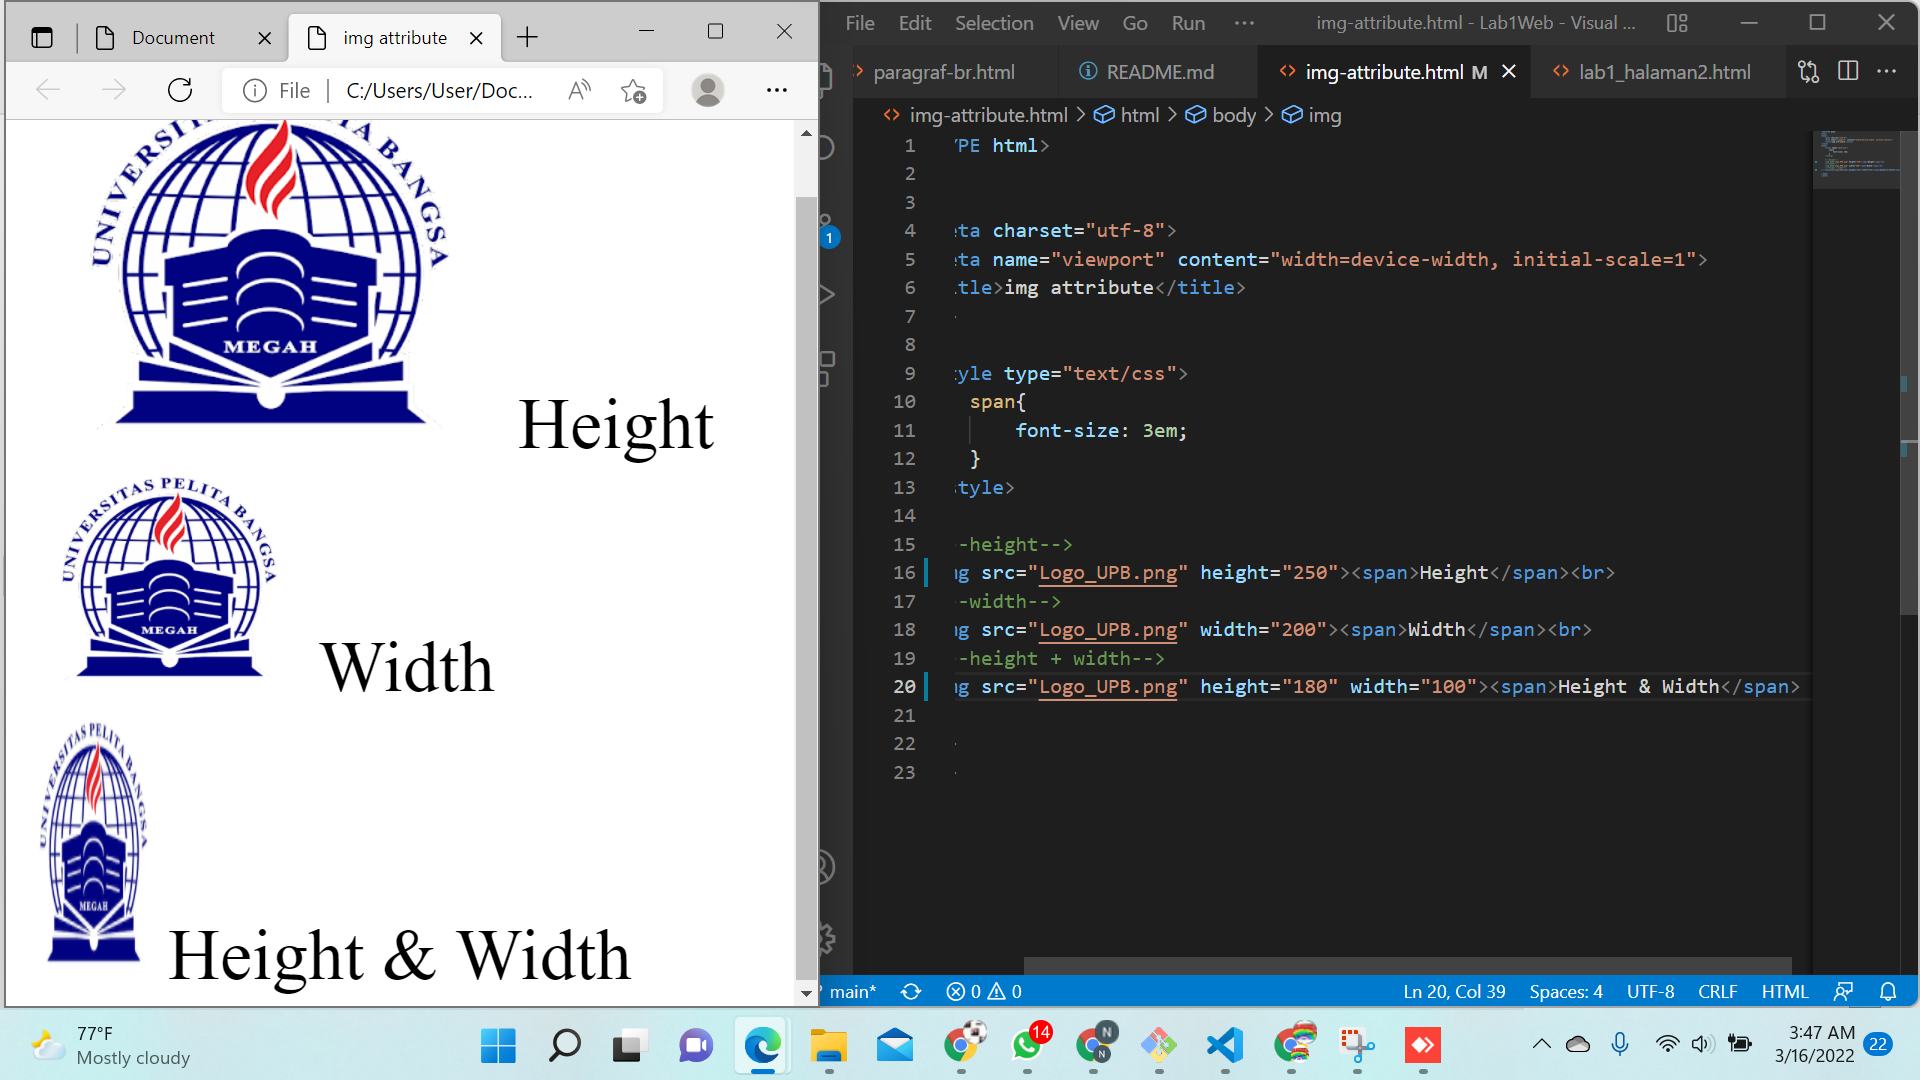 Document
img attribute
File
C:/Users/User/Doc...
UNIVERSITAS PELITA BANGSA
MEGAH
Height
UNIVERSITAS PELITA BANGSA
MEGAH
Width
UNIVERSITAS PELITA BANGSA
MEGAH
Height & Width
File Edit Selection View Go Run ··· img-attribute.html - Lab1Web - Visual ...
paragraf-br.html README.md img-attribute.html M lab1_halaman2.html
img-attribute.html > html > body > img
1
1 YPE html>
2
3
4 eta charset="utf-8">
5 eta name="viewport" content="width=device-width, initial-scale=1">
6 tle>img attribute</title>
7
8
9 yle type="text/css">
10 span{
11 font-size: 3em;
12 }
13 style>
14
15 -height-->
16 mg src="Logo_UPB.png" height="250"><span>Height</span><br>
17 -width-->
18 mg src="Logo_UPB.png" width="200"><span>Width</span><br>
19 -height + width-->
20 mg src="Logo_UPB.png" height="180" width="100"><span>Height & Width</span>
21
22
23
main* 0 0 Ln 20, Col 39 Spaces: 4 UTF-8 CRLF HTML
77°F
Mostly cloudy
14
N
N
3:47 AM
3/16/2022
22